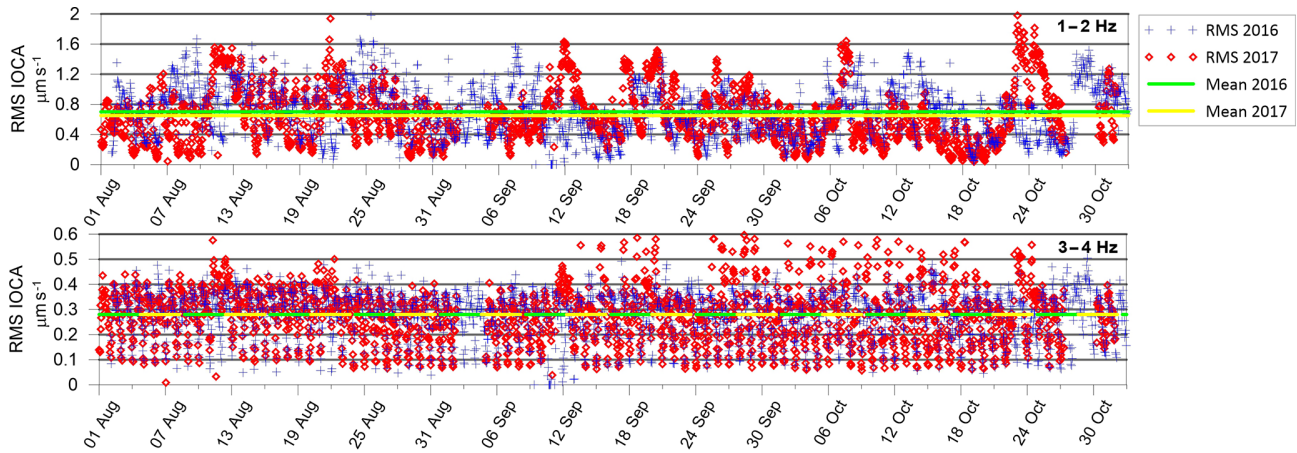 2
1.6
1.2
0.8
0.4
0
RMS IOCA
μm s⁻¹
1 – 2 Hz
01 Aug
07 Aug
13 Aug
19 Aug
25 Aug
31 Aug
06 Sep
12 Sep
18 Sep
24 Sep
30 Sep
06 Oct
12 Oct
18 Oct
24 Oct
30 Oct
RMS 2016
RMS 2017
Mean 2016
Mean 2017
0.6
0.5
0.4
0.3
0.2
0.1
0
RMS IOCA
μm s⁻¹
3 – 4 Hz
01 Aug
07 Aug
13 Aug
19 Aug
25 Aug
31 Aug
06 Sep
12 Sep
18 Sep
24 Sep
30 Sep
06 Oct
12 Oct
18 Oct
24 Oct
30 Oct